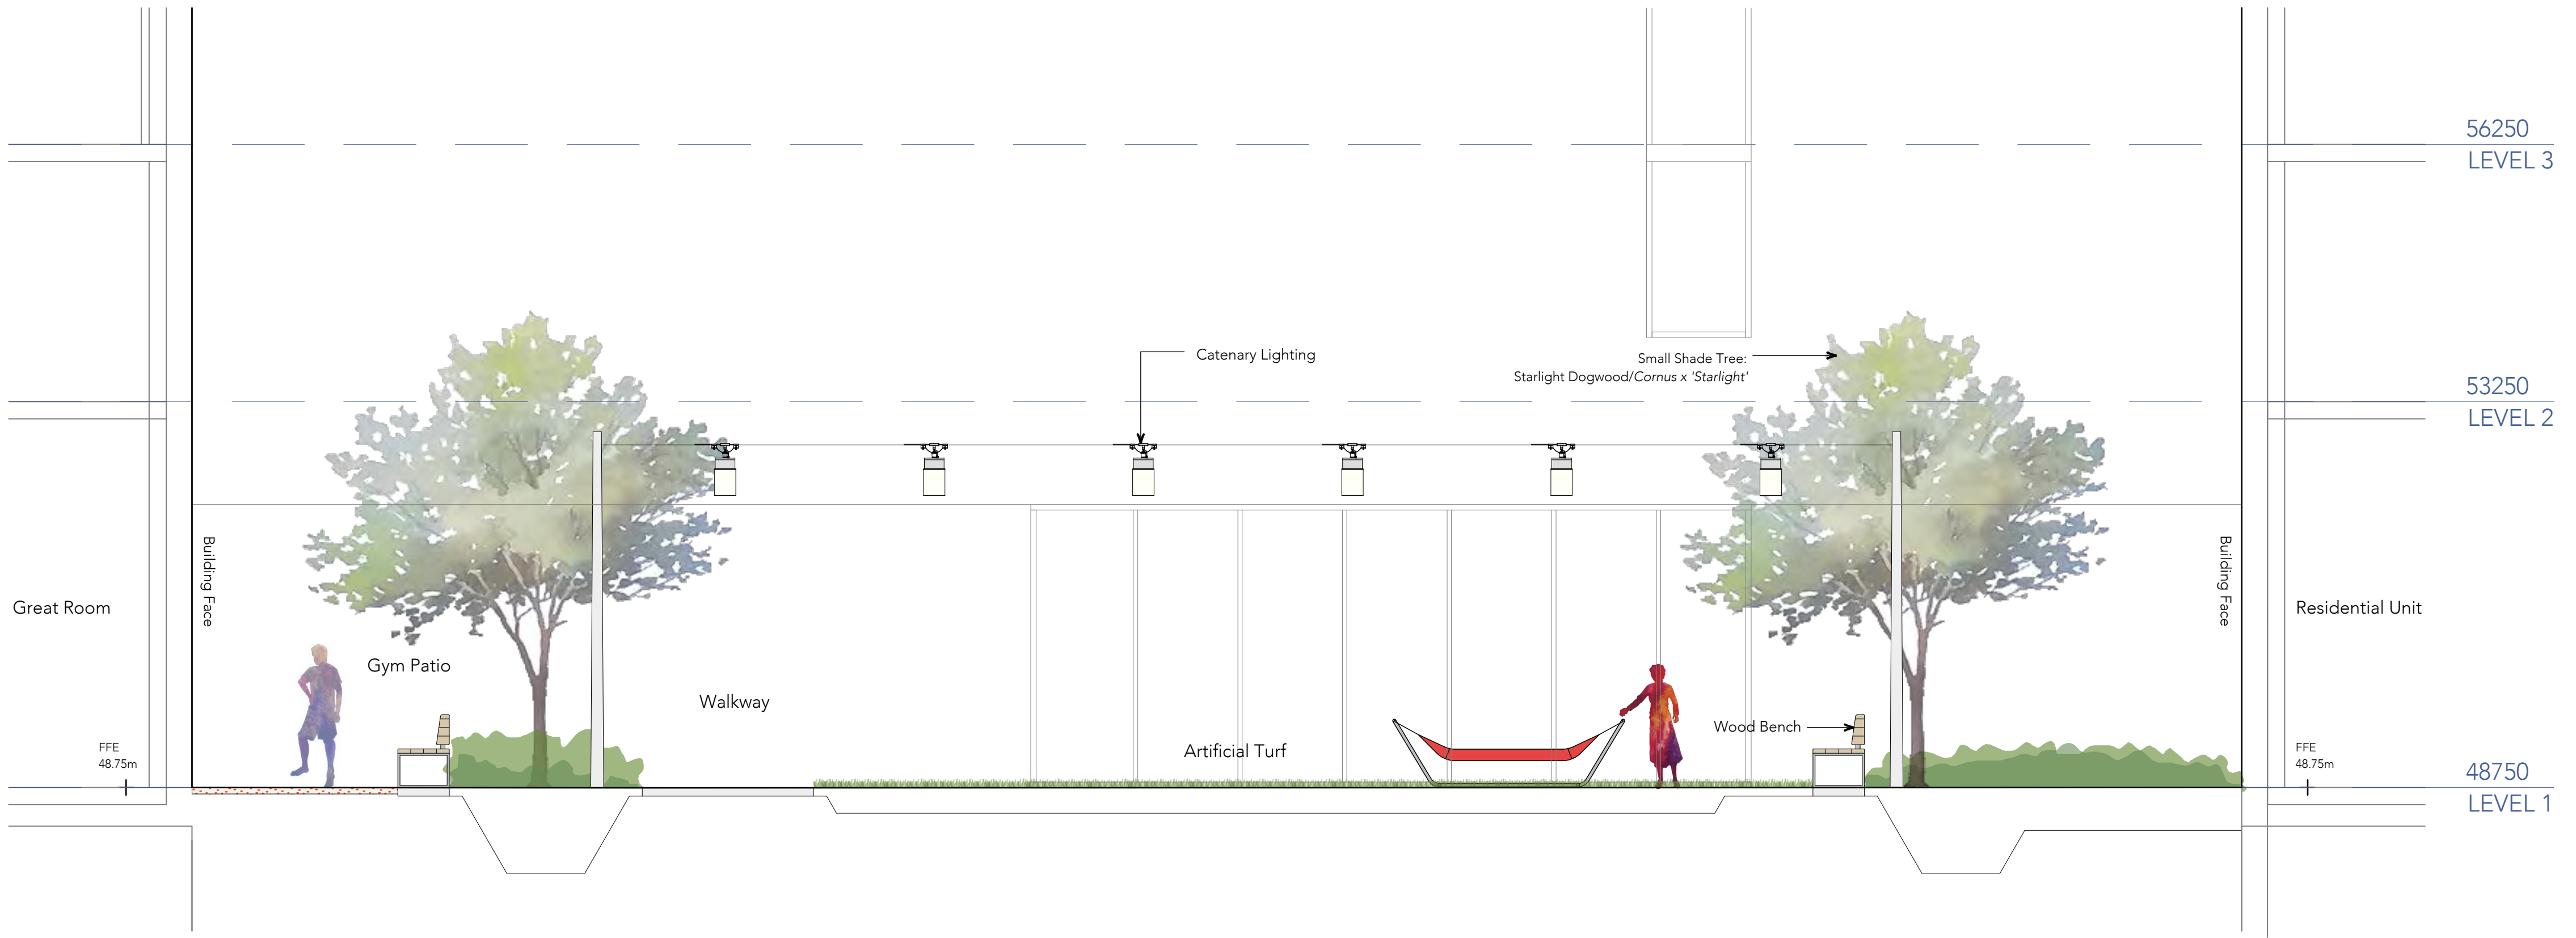 56250
LEVEL 3
Catenary Lighting
Small Shade Tree:
Starlight Dogwood/Cornus x 'Starlight'
53250
LEVEL 2
Building Face
Building Face
Great Room
Residential Unit
Gym Patio
Walkway
Wood Bench
Artificial Turf
FFE
48.75m
FFE
48.75m
48750
LEVEL 1